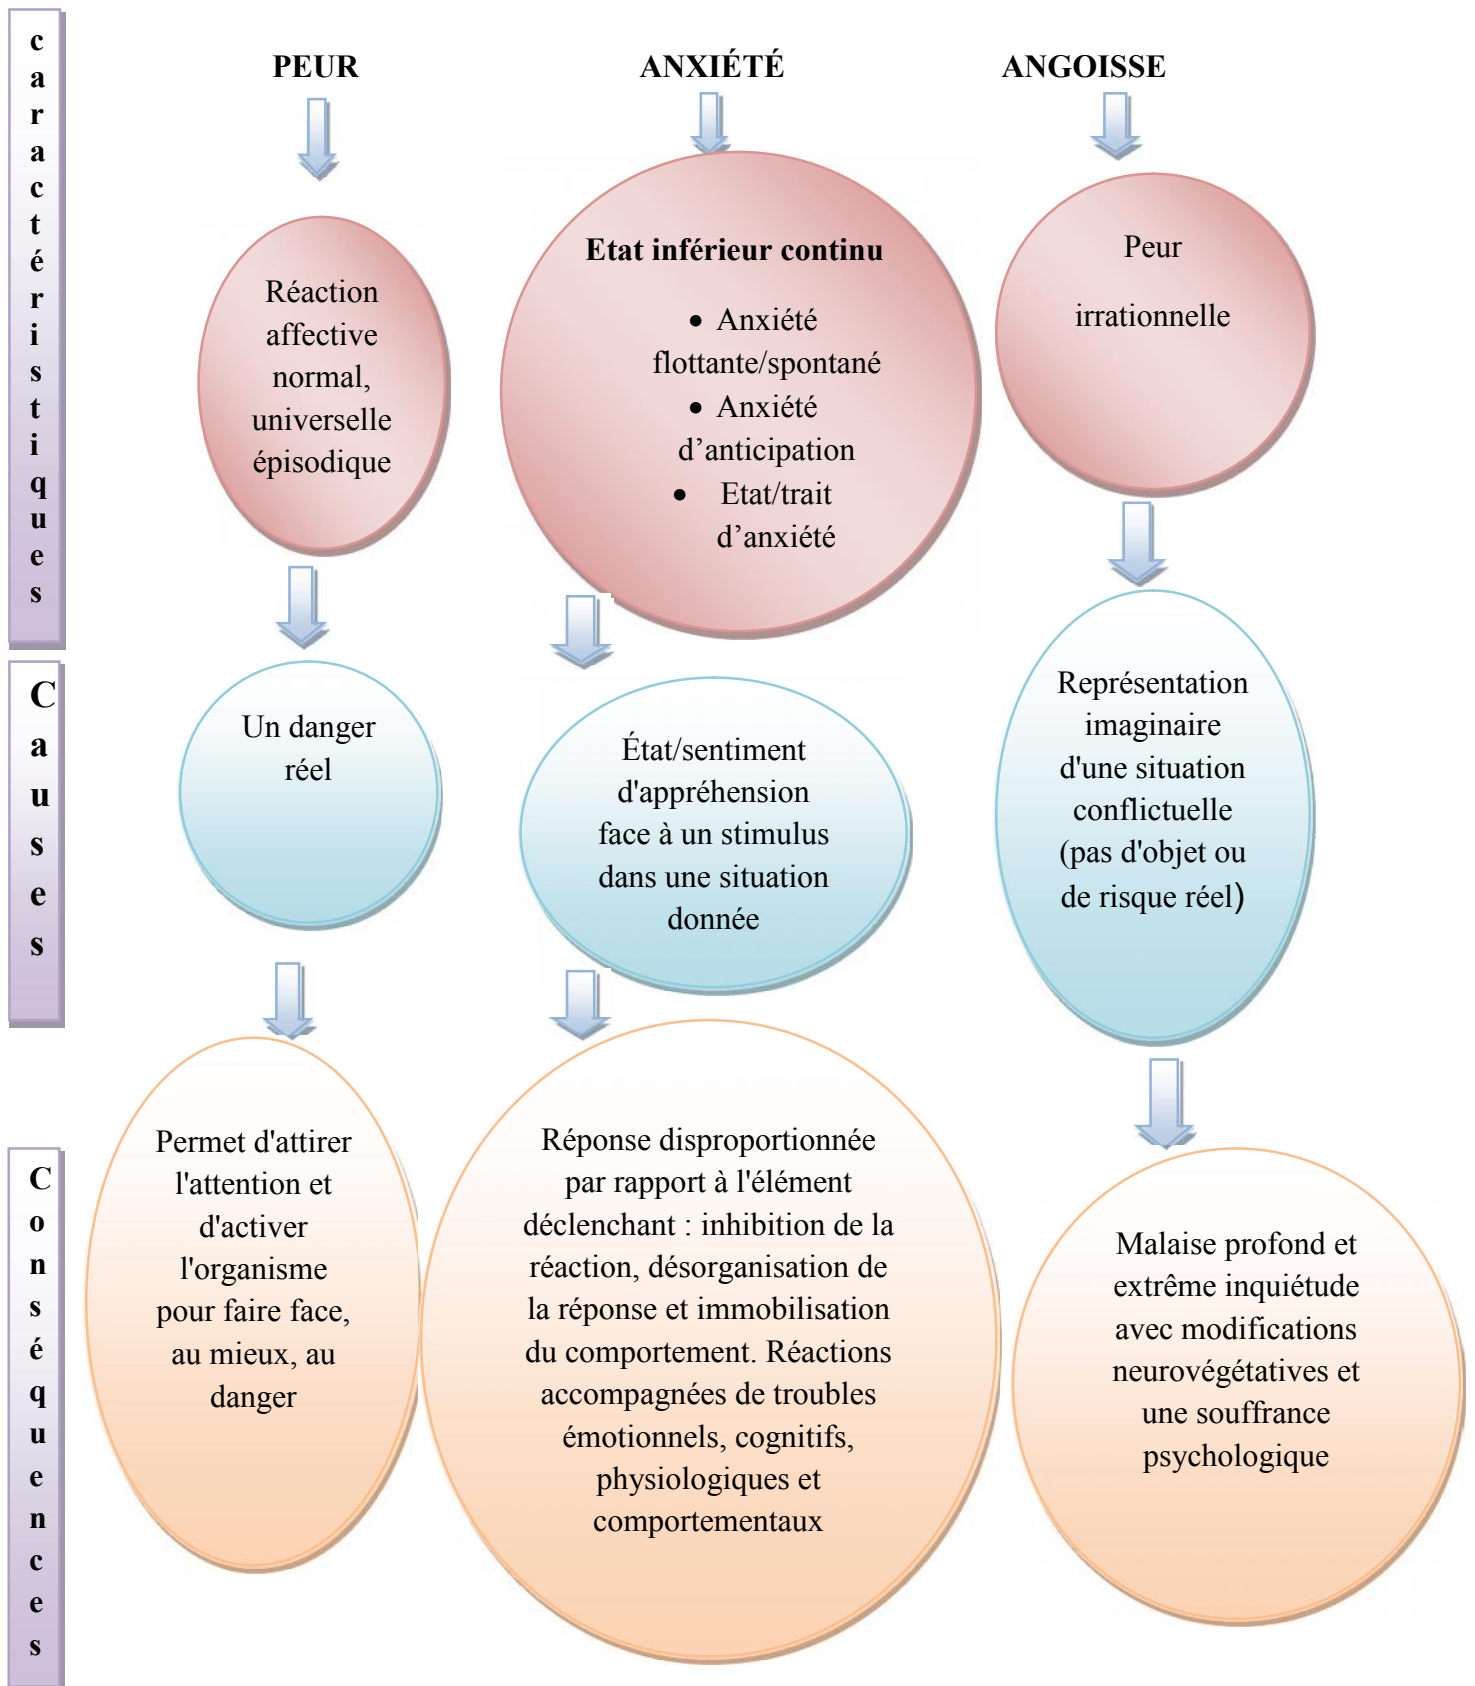 caractéristiques
PEUR
ANXIÉTÉ
ANGOISSE
Réaction
affective
normal,
universelle
épisodique
Etat inférieur continu
• Anxiété
flottante/spontané
• Anxiété
d’anticipation
• Etat/trait
d’anxiété
Peur
irrationnelle
Causes
Un danger
réel
État/sentiment
d'appréhension
face à un stimulus
dans une situation
donnée
Représentation
imaginaire
d'une situation
conflictuelle
(pas d'objet ou
de risque réel)
Conséquences
Permet d'attirer
l'attention et
d'activer
l'organisme
pour faire face,
au mieux, au
danger
Réponse disproportionnée
par rapport à l'élément
déclenchant : inhibition de la
réaction, désorganisation de
la réponse et immobilisation
du comportement. Réactions
accompagnées de troubles
émotionnels, cognitifs,
physiologiques et
comportementaux
Malaise profond et
extrême inquiétude
avec modifications
neurovégétatives et
une souffrance
psychologique